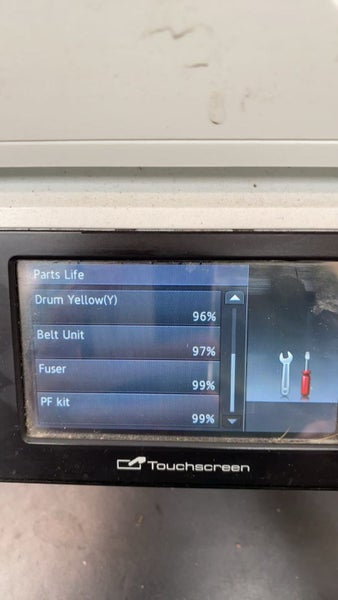 Parts Life
Drum Yellow(Y)
96%
Belt Unit
97%
Fuser
99%
PF kit
99%
Touchscreen